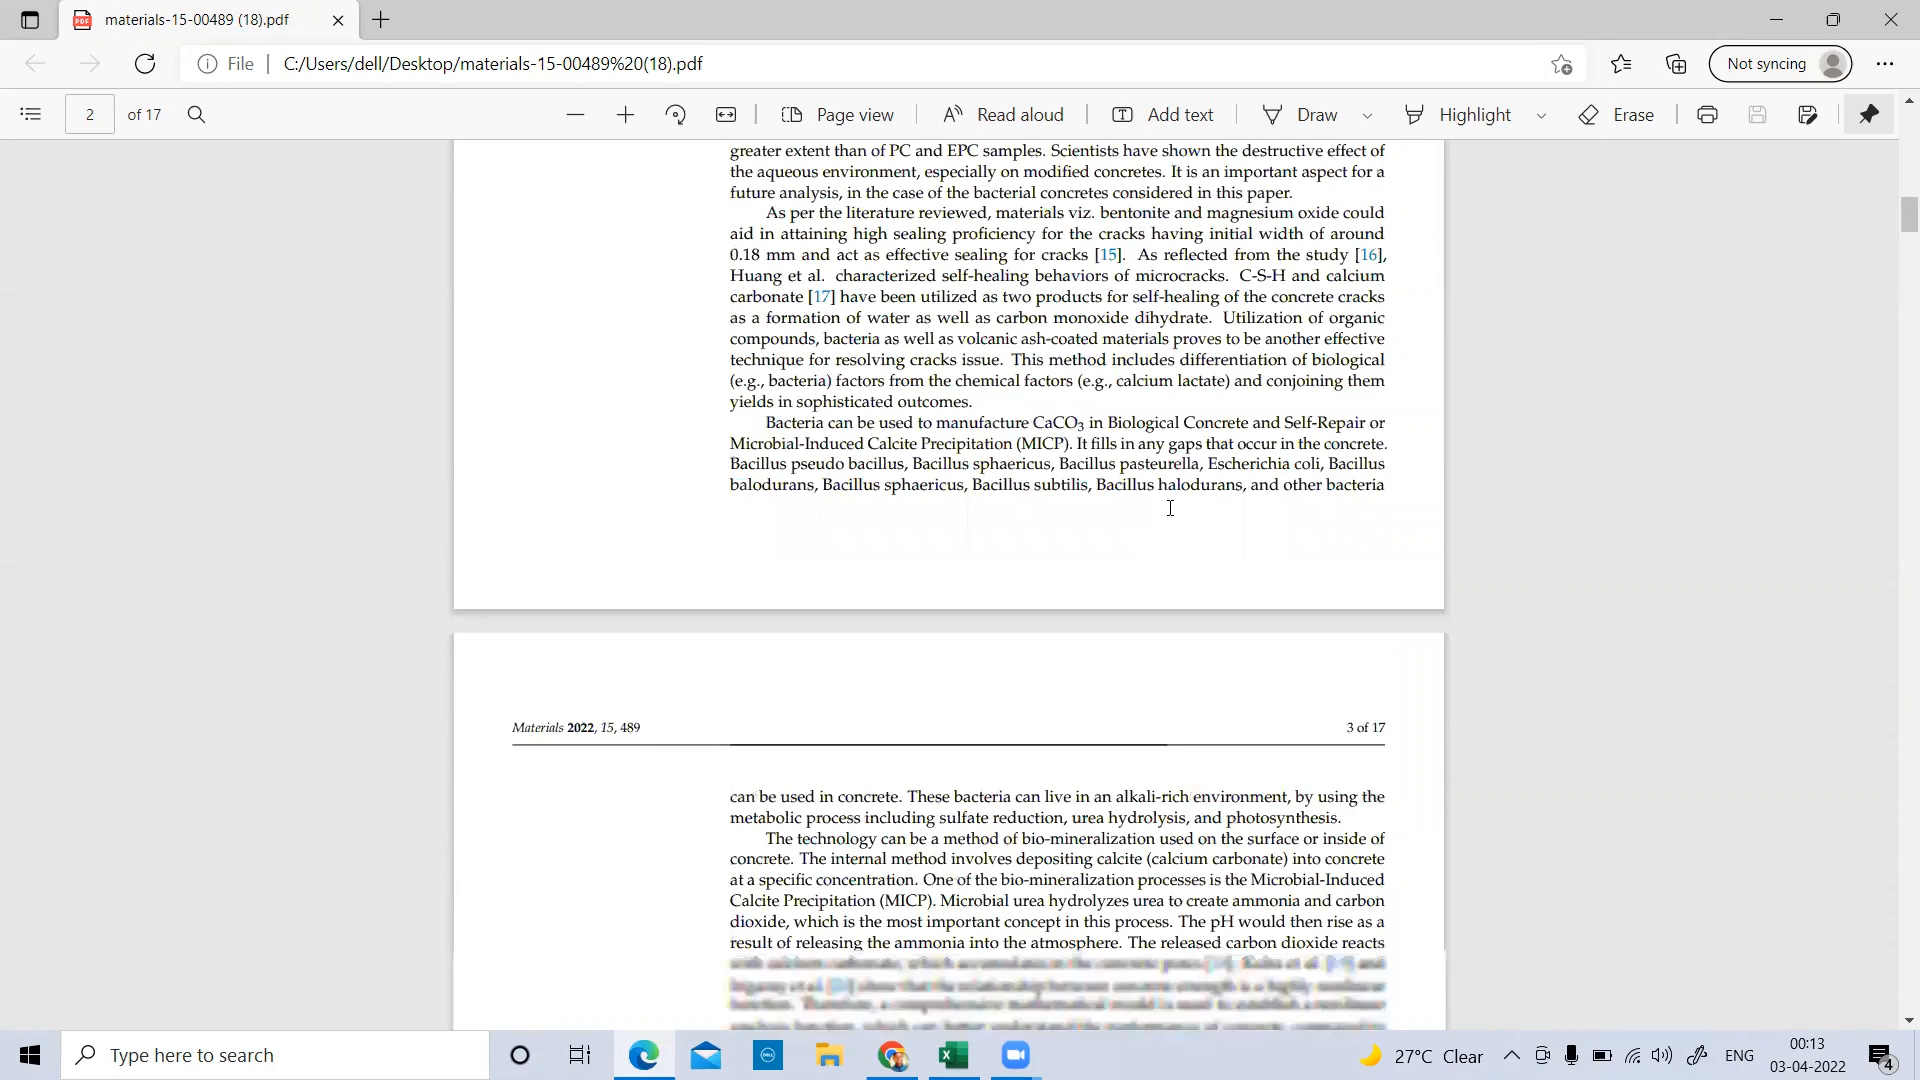 materials-15-00489 (18).pdf
File
C:/Users/dell/Desktop/materials-15-00489%20(18).pdf
Not syncing
2 of 17
Page view
Read aloud
Add text
Draw
Highlight
Erase
greater extent than of PC and EPC samples. Scientists have shown the destructive effect of
the aqueous environment, especially on modified concretes. It is an important aspect for a
future analysis, in the case of the bacterial concretes considered in this paper.
As per the literature reviewed, materials viz. bentonite and magnesium oxide could
aid in attaining high sealing proficiency for the cracks having initial width of around
0.18 mm and act as effective sealing for cracks [15]. As reflected from the study [16],
Huang et al. characterized self-healing behaviors of microcracks. C-S-H and calcium
carbonate [17] have been utilized as two products for self-healing of the concrete cracks
as a formation of water as well as carbon monoxide dihydrate. Utilization of organic
compounds, bacteria as well as volcanic ash-coated materials proves to be another effective
technique for resolving cracks issue. This method includes differentiation of biological
(e.g., bacteria) factors from the chemical factors (e.g., calcium lactate) and conjoining them
yields in sophisticated outcomes.
Bacteria can be used to manufacture CaCO₃ in Biological Concrete and Self-Repair or
Microbial-Induced Calcite Precipitation (MICP). It fills in any gaps that occur in the concrete.
Bacillus pseudo bacillus, Bacillus sphaericus, Bacillus pasteurella, Escherichia coli, Bacillus
balodurans, Bacillus sphaericus, Bacillus subtilis, Bacillus halodurans, and other bacteria
Materials 2022, 15, 489
3 of 17
can be used in concrete. These bacteria can live in an alkali-rich environment, by using the
metabolic process including sulfate reduction, urea hydrolysis, and photosynthesis.
The technology can be a method of bio-mineralization used on the surface or inside of
concrete. The internal method involves depositing calcite (calcium carbonate) into concrete
at a specific concentration. One of the bio-mineralization processes is the Microbial-Induced
Calcite Precipitation (MICP). Microbial urea hydrolyzes urea to create ammonia and carbon
dioxide, which is the most important concept in this process. The pH would then rise as a
result of releasing the ammonia into the atmosphere. The released carbon dioxide reacts
Type here to search
27°C Clear
ENG
00:13
03-04-2022
4